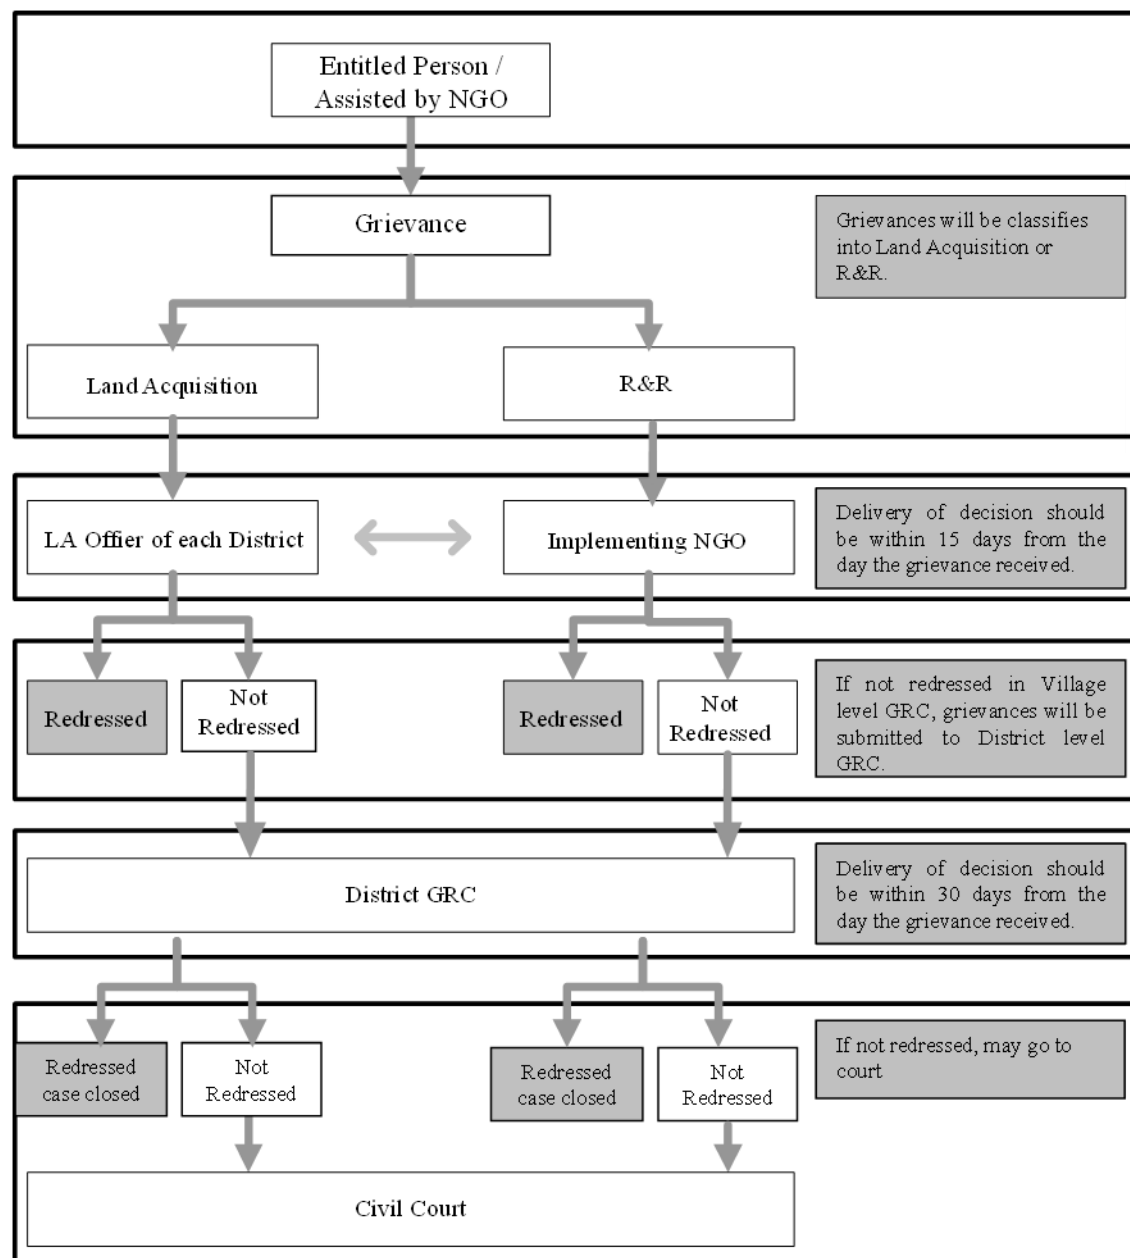 Entitled Person /
Assisted by NGO
Grievance
Grievances will be classifies
into Land Acquisition or
R&R.
Land Acquisition
R&R
LA Offier of each District
Implementing NGO
Delivery of decision should
be within 15 days from the
day the grievance received.
Redressed
Not
Redressed
Redressed
Not
Redressed
If not redressed in Village
level GRC, grievances will be
submitted to District level
GRC.
District GRC
Delivery of decision should
be within 30 days from the
day the grievance received.
Redressed
case closed
Not
Redressed
Redressed
case closed
Not
Redressed
If not redressed, may go to
court
Civil Court